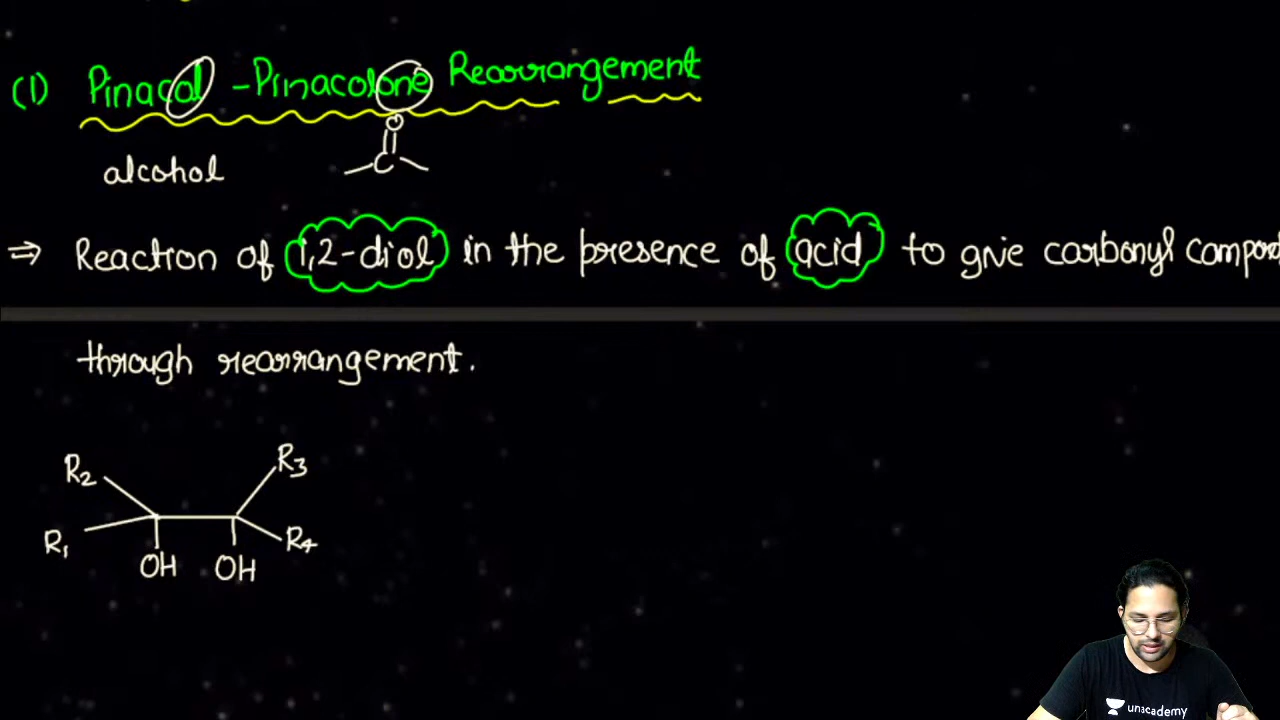 (1) Pinacol - Pinacolone Rearrangement
O
C
alcohol
⇒ Reaction of 1,2-diol in the presence of acid to give carbonyl compound
through rearrangement.
R2 R3
R1 R4
OH OH
unacademy